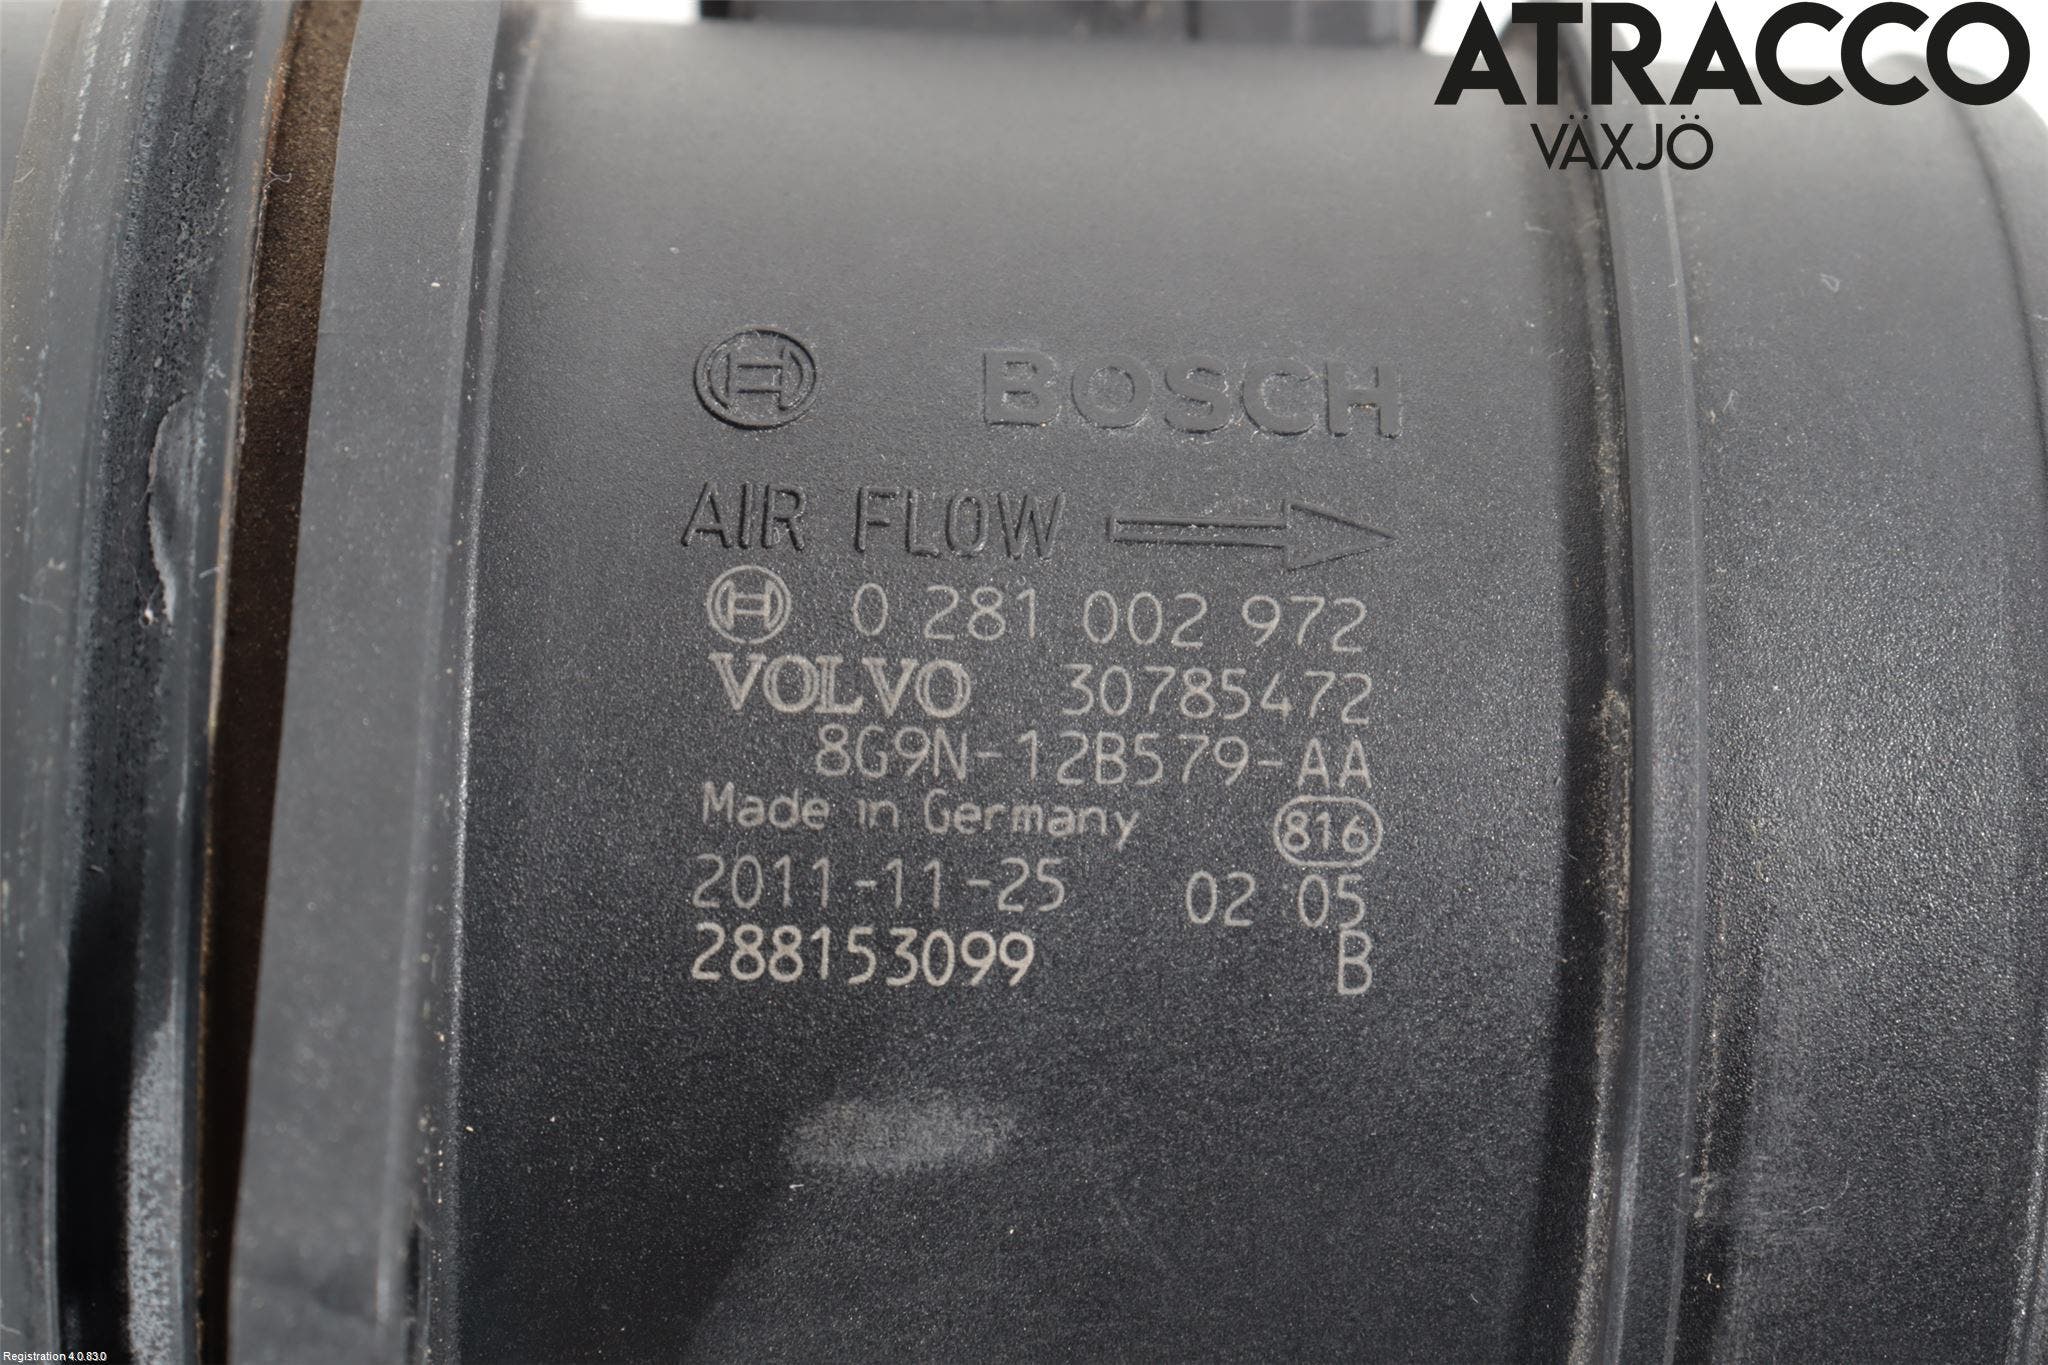 ATRACCO
VÄXJÖ
BOSCH
AIR FLOW
0 281 002 972
VOLVO 30785472
8G9N-12B579-AA
Made in Germany 816
2011-11-25 02 05
288153099 B
Registration 4.0.83.0